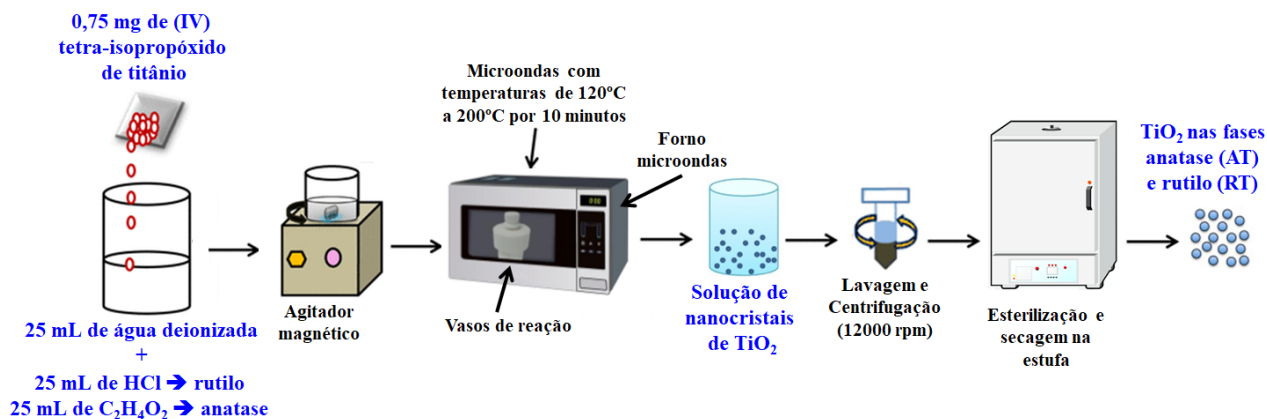 0,75 mg de (IV)
tetra-isopropóxido
de titânio
25 mL de água deionizada
+
25 mL de HCl ➔ rutilo
25 mL de C₂H₄O₂ ➔ anatase
Agitador
magnético
Microondas com
temperaturas de 120ºC
a 200ºC por 10 minutos
Forno
microondas
Vasos de reação
Solução de
nanocristais
de TiO₂
Lavagem e
Centrifugação
(12000 rpm)
Esterilização e
secagem na
estufa
TiO₂ nas fases
anatase (AT)
e rutilo (RT)